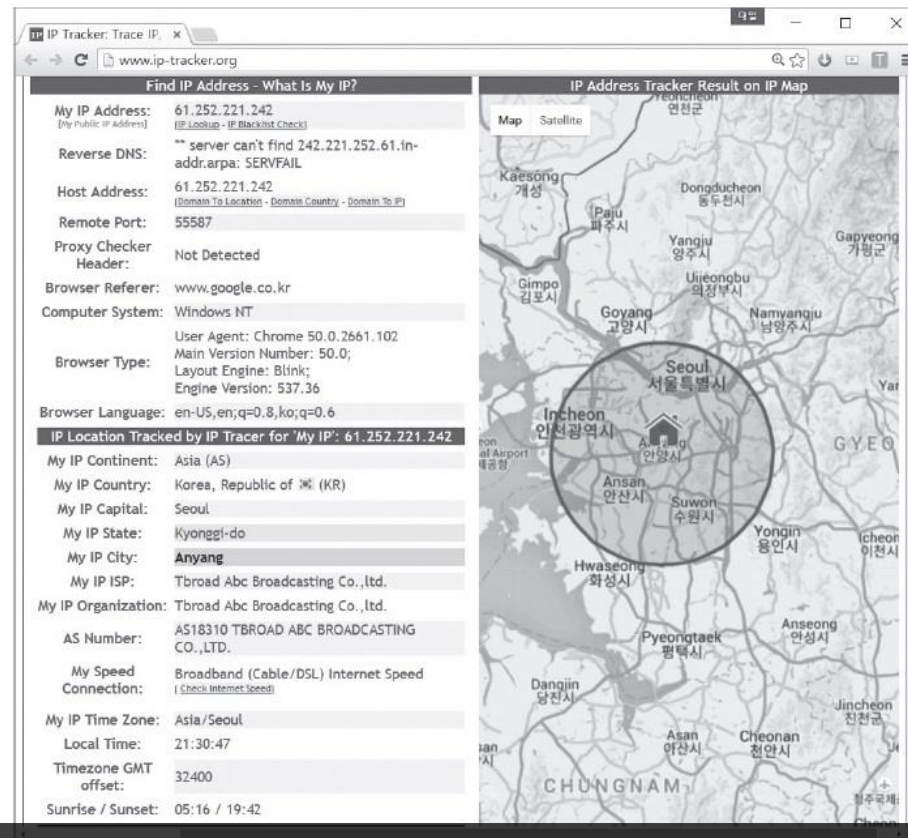 IP Tracker: Trace IP,
www.ip-tracker.org
Find IP Address - What Is My IP?
My IP Address:
61.252.221.242
[My Public IP Address]
[IP Lookup - IP Blacklist Check]
Reverse DNS:
** server can't find 242.221.252.61.in-
addr.arpa: SERVFAIL
Host Address:
61.252.221.242
[Domain To Location - Domain Country - Domain To IP]
Remote Port:
55587
Proxy Checker
Header:
Not Detected
Browser Referer:
www.google.co.kr
Computer System:
Windows NT
Browser Type:
User Agent: Chrome 50.0.2661.102
Main Version Number: 50.0;
Layout Engine: Blink;
Engine Version: 537.36
Browser Language:
en-US,en;q=0.8,ko;q=0.6
IP Location Tracked by IP Tracer for 'My IP': 61.252.221.242
My IP Continent:
Asia (AS)
My IP Country:
Korea, Republic of (KR)
My IP Capital:
Seoul
My IP State:
Kyonggi-do
My IP City:
Anyang
My IP ISP:
Tbroad Abc Broadcasting Co.,ltd.
My IP Organization:
Tbroad Abc Broadcasting Co.,ltd.
AS Number:
AS18310 TBROAD ABC BROADCASTING
CO.,LTD.
My Speed
Connection:
Broadband (Cable/DSL) Internet Speed
[ Check Internet Speed]
My IP Time Zone:
Asia/Seoul
Local Time:
21:30:47
Timezone GMT
offset:
32400
Sunrise / Sunset:
05:16 / 19:42
IP Address Tracker Result on IP Map
Map
Satellite
Yeoncheon
연천군
Kaesong
개성
Dongducheon
동두천시
Paju
파주시
Yangju
양주시
Gapyeong
가평군
Uijeongbu
의정부시
Gimpo
김포시
Goyang
고양시
Namyangju
남양주시
Seoul
서울특별시
Incheon
인천광역시
안양시
Airport
GYEO
Ansan
안산시
Suwon
수원시
Yongin
용인시
Icheon
이천시
Hwaseong
화성시
Anseong
안성시
Pyeongtaek
평택시
Dangjin
당진시
Jincheon
진천군
Asan
아산시
Cheonan
천안시
CHUNGNAM